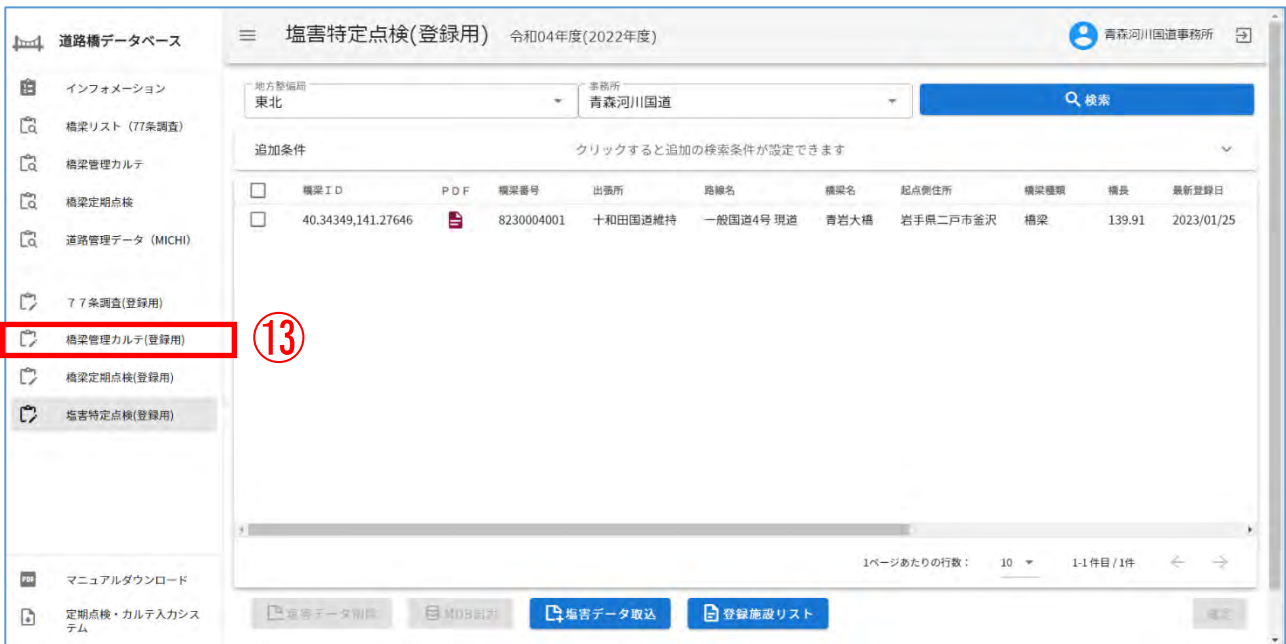 道路橋データベース
塩害特定点検(登録用) 令和04年度(2022年度)
青森河川国道事務所
インフォメーション
橋梁リスト（77条調査）
橋梁管理カルテ
橋梁定期点検
道路管理データ（MICHI）
７７条調査(登録用)
橋梁管理カルテ(登録用)
⑬
橋梁定期点検(登録用)
塩害特定点検(登録用)
マニュアルダウンロード
定期点検・カルテ入力シス
テム
地方整備局
東北
事務所
青森河川国道
検索
追加条件 クリックすると追加の検索条件が設定できます
橋梁ＩＤ ＰＤＦ 橋梁番号 出張所 路線名 橋梁名 起点側住所 橋梁種類 橋長 最新登録日
40.34349,141.27646 8230004001 十和田国道維持 一般国道4号 現道 青岩大橋 岩手県二戸市釜沢 橋梁 139.91 2023/01/25
1ページあたりの行数： 10 1-1 件目 / 1件
塩害データ削除 MDB出力 塩害データ取込 登録施設リスト 確定
PDF